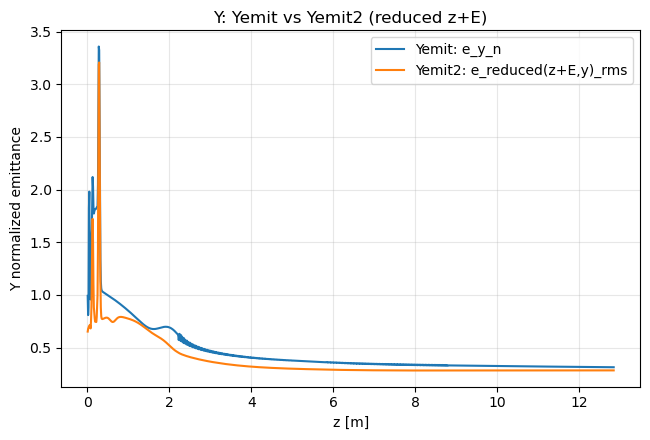 Y: Yemit vs Yemit2 (reduced z+E)
Yemit: e_y_n
Yemit2: e_reduced(z+E,y)_rms
Y normalized emittance
3.5
3.0
2.5
2.0
1.5
1.0
0.5
0 2 4 6 8 10 12
z [m]